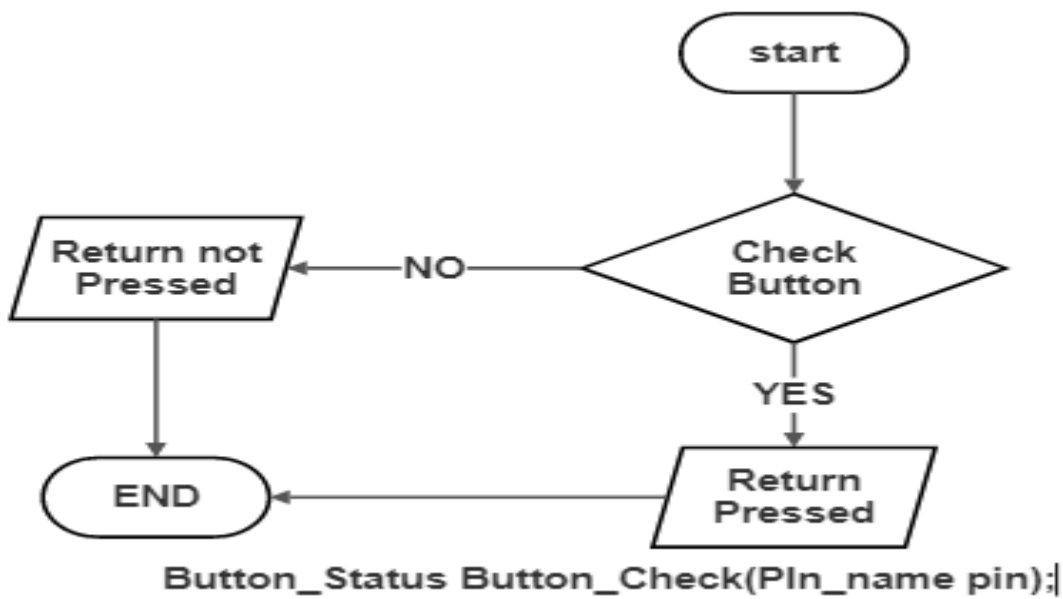 start
Check
Button
NO
Return not
Pressed
YES
Return
Pressed
END
Button_Status Button_Check(PIn_name pin);